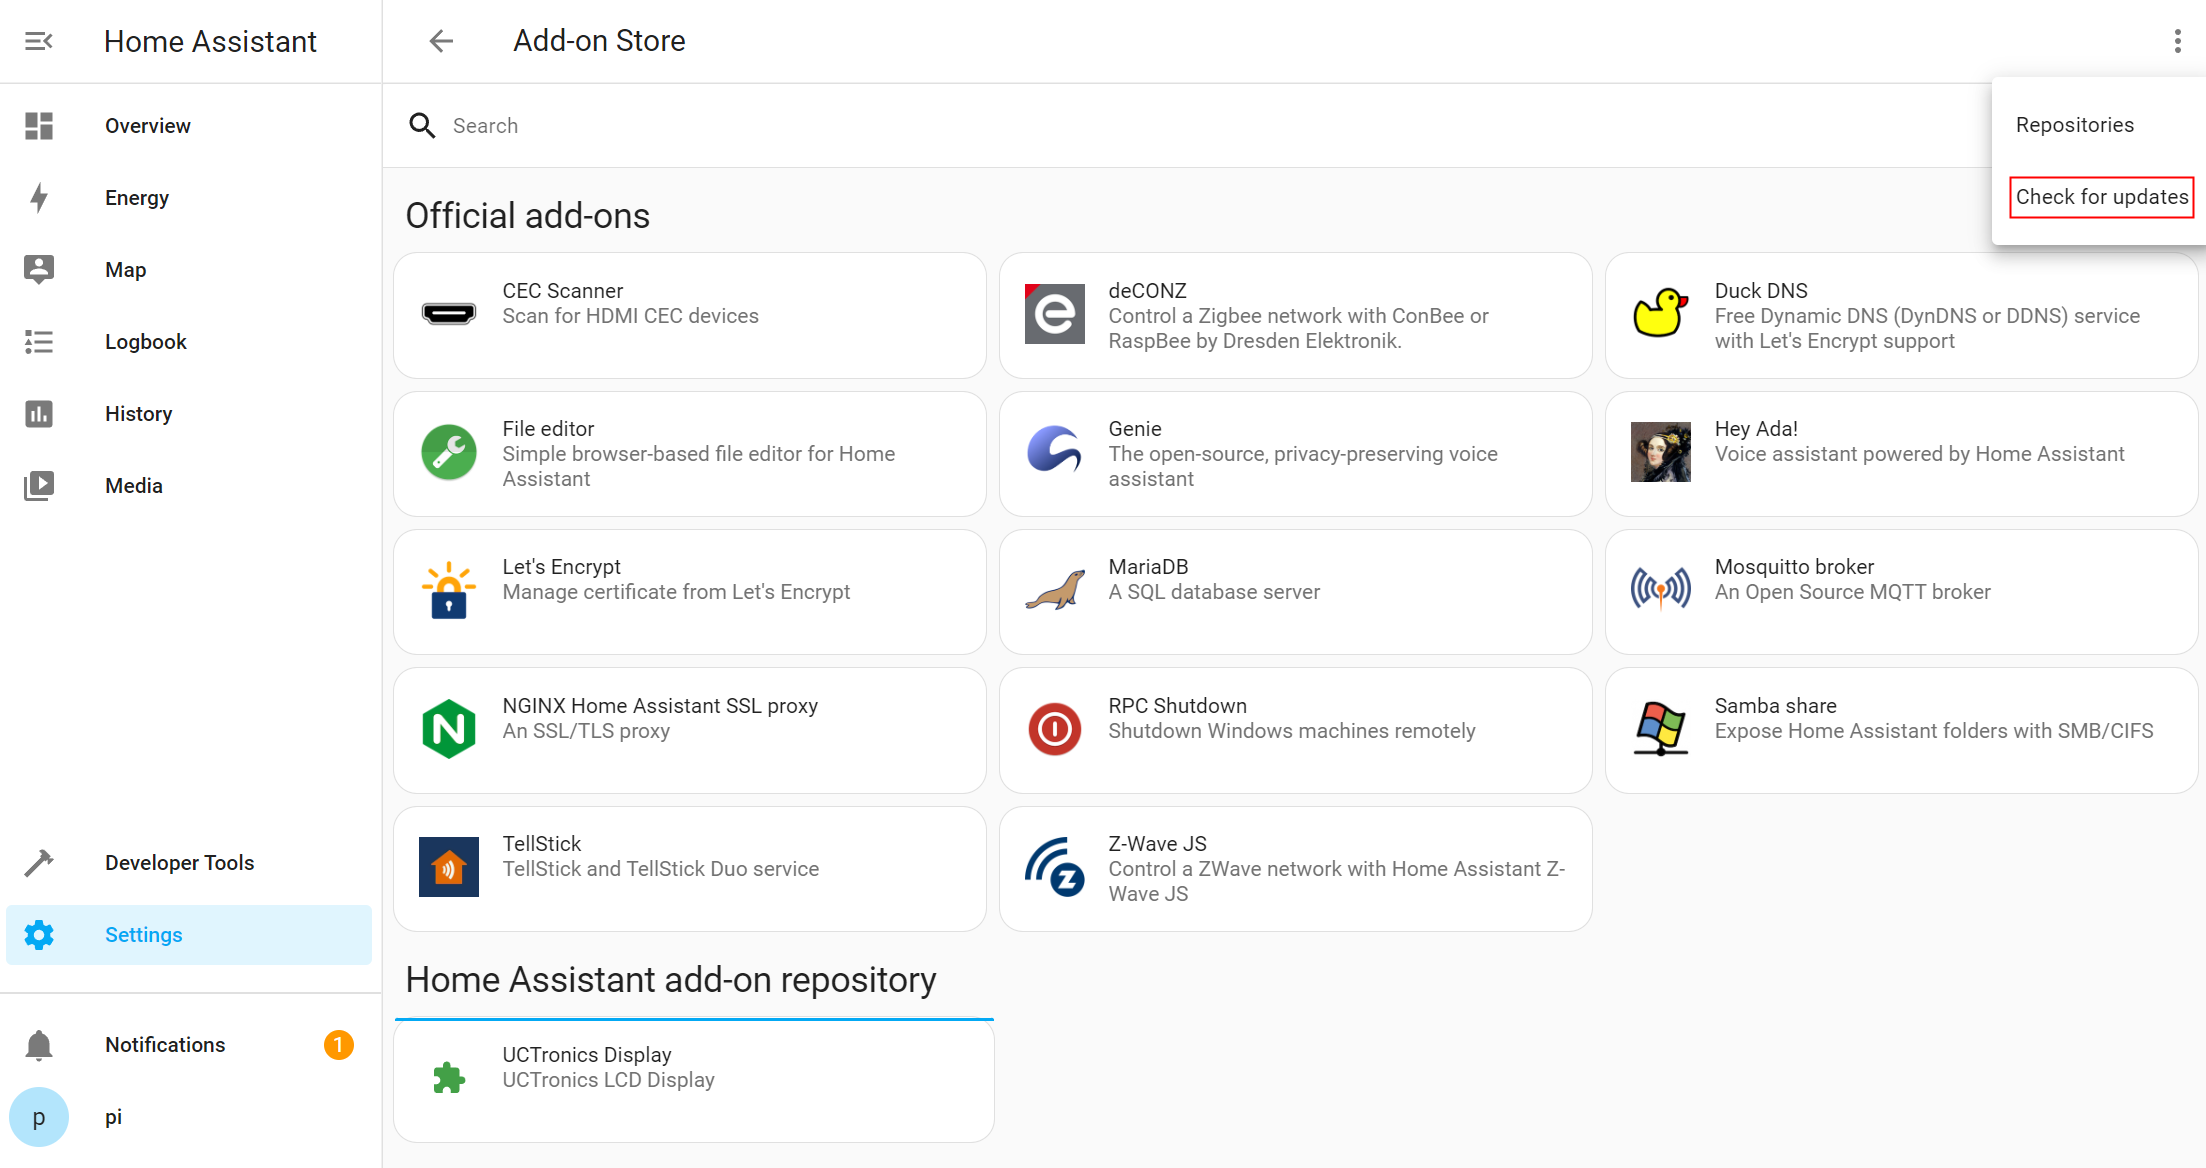 Home Assistant
Add-on Store
Overview
Energy
Map
Logbook
History
Media
Developer Tools
Settings
Notifications
1
p
pi
Search
Repositories
Check for updates
Official add-ons
CEC Scanner
Scan for HDMI CEC devices
e
deCONZ
Control a Zigbee network with ConBee or
RaspBee by Dresden Elektronik.
Duck DNS
Free Dynamic DNS (DynDNS or DDNS) service
with Let's Encrypt support
File editor
Simple browser-based file editor for Home
Assistant
Genie
The open-source, privacy-preserving voice
assistant
Hey Ada!
Voice assistant powered by Home Assistant
Let's Encrypt
Manage certificate from Let's Encrypt
MariaDB
A SQL database server
Mosquitto broker
An Open Source MQTT broker
N
NGINX Home Assistant SSL proxy
An SSL/TLS proxy
RPC Shutdown
Shutdown Windows machines remotely
Samba share
Expose Home Assistant folders with SMB/CIFS
TellStick
TellStick and TellStick Duo service
Z
Z-Wave JS
Control a ZWave network with Home Assistant Z-
Wave JS
Home Assistant add-on repository
UCTronics Display
UCTronics LCD Display